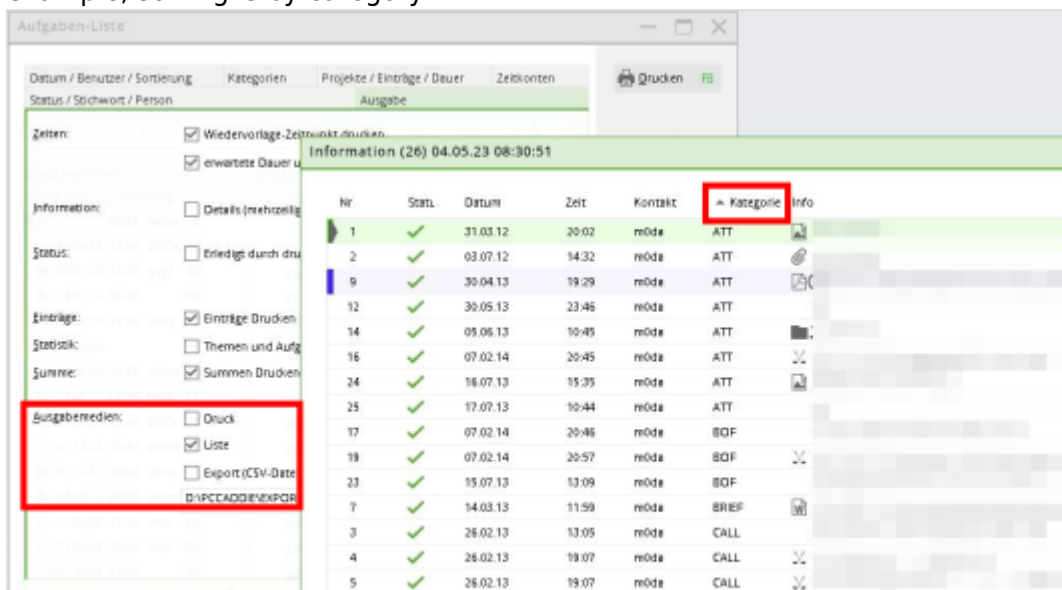 Aufgaben-Liste
Datum / Benutzer / Sortierung Kategorien Projekte / Einträge / Dauer Zeitkonten
Status / Stichwort / Person Ausgabe
Drucken F8
Zeiten: Wiedervorlage-Zeitpunkt drucken
erwartete Dauer u
Information: Details (mehrzeilig
Status: Erledigt durch dru
Einträge: Einträge Drucken
Statistik: Themen und Aufg
Summe: Summen Drucken
Ausgabemedien: Druck
Liste
Export (CSV-Date
D:\PCCADDIE\EXPOR
Information (26) 04.05.23 08:30:51
Nr Statu Datum Zeit Kontakt Kategorie Info
1 31.03.12 20:02 m0da ATT
2 03.07.12 14:32 m0da ATT
9 30.04.13 19:29 m0da ATT
12 30.05.13 23:46 m0da ATT
14 05.06.13 10:45 m0da ATT
16 07.02.14 20:45 m0da ATT
24 16.07.13 15:35 m0da ATT
25 17.07.13 10:44 m0da ATT
17 07.02.14 20:46 m0da BOF
19 07.02.14 20:57 m0da BOF
23 15.07.13 13:09 m0da BOF
7 14.03.13 11:59 m0da BRIEF
3 26.02.13 13:05 m0da CALL
4 26.02.13 19:07 m0da CALL
5 26.02.13 19:07 m0da CALL